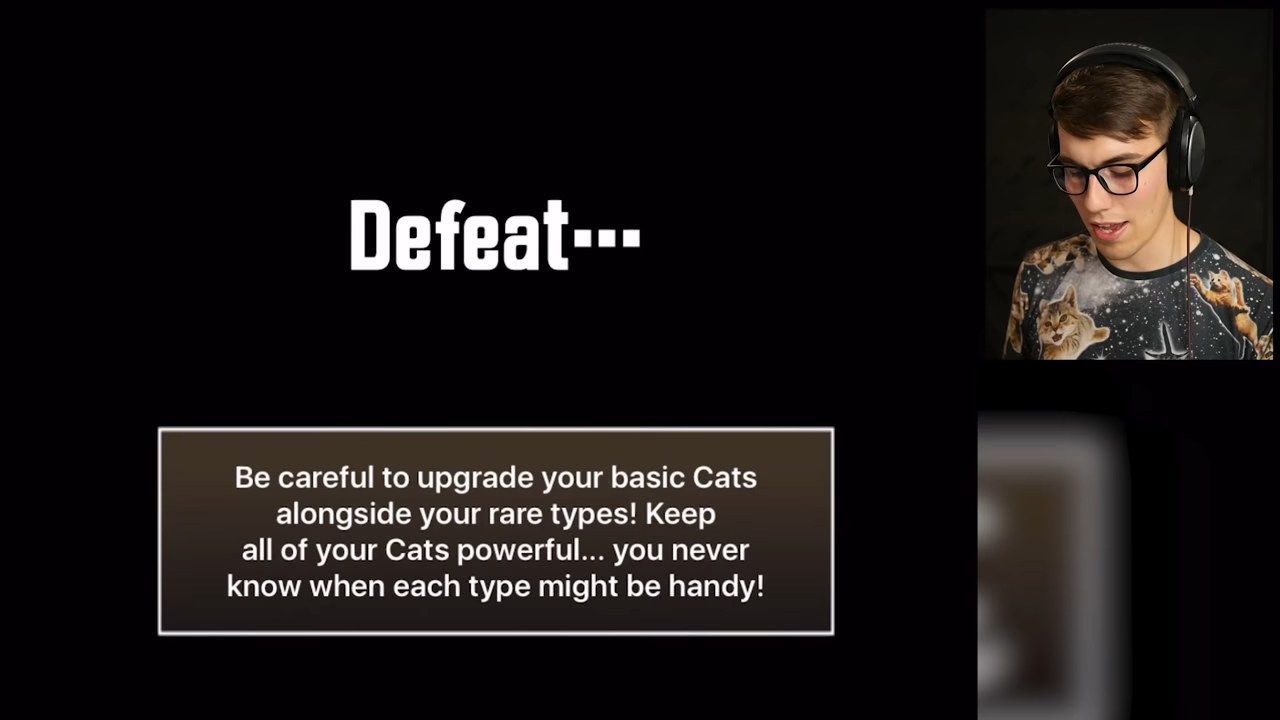 Defeat...
Be careful to upgrade your basic Cats
alongside your rare types! Keep
all of your Cats powerful... you never
know when each type might be handy!